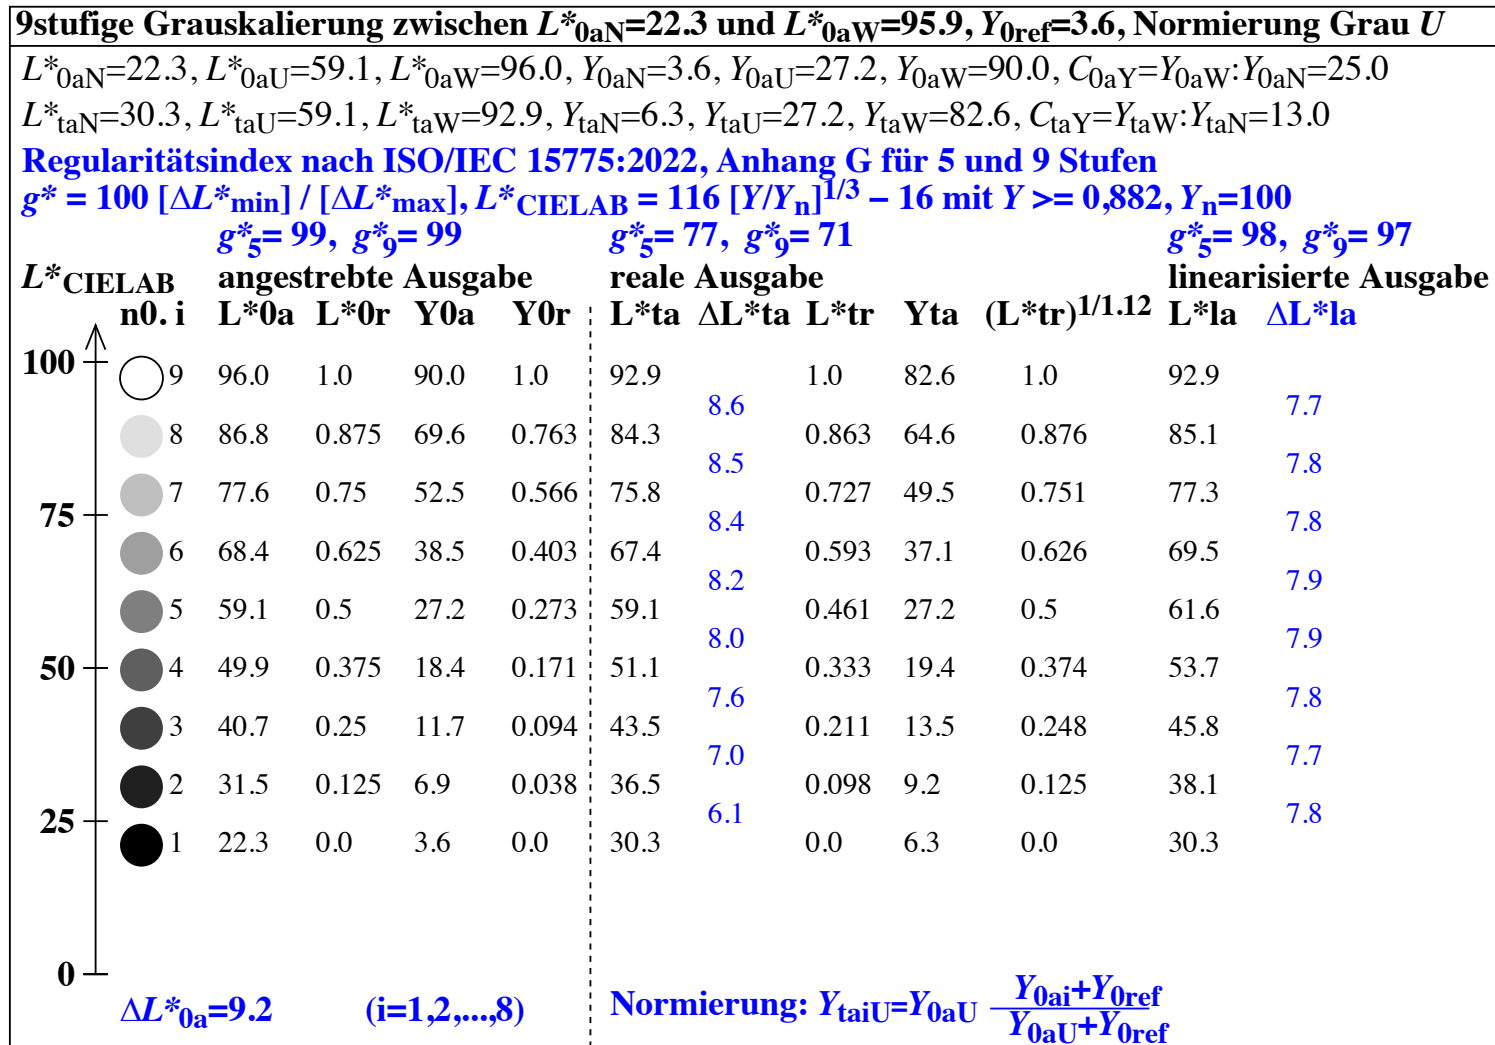 9stufige Grauskalierung zwischen L*0aN=22.3 und L*0aW=95.9, Y0ref=3.6, Normierung Grau U
L*0aN=22.3, L*0aU=59.1, L*0aW=96.0, Y0aN=3.6, Y0aU=27.2, Y0aW=90.0, C0aY=Y0aW:Y0aN=25.0
L*taN=30.3, L*taU=59.1, L*taW=92.9, YtaN=6.3, YtaU=27.2, YtaW=82.6, CtaY=YtaW:YtaN=13.0
Regularitätsindex nach ISO/IEC 15775:2022, Anhang G für 5 und 9 Stufen
g* = 100 [ΔL*min] / [ΔL*max], L*CIELAB = 116 [Y/Yn]1/3 – 16 mit Y >= 0,882, Yn=100
g*5= 99, g*9= 99 g*5= 77, g*9= 71 g*5= 98, g*9= 97
L*CIELAB angestrebte Ausgabe reale Ausgabe linearisierte Ausgabe
n0. i L*0a L*0r Y0a Y0r L*ta ΔL*ta L*tr Yta (L*tr)1/1.12 L*la ΔL*la
100
9 96.0 1.0 90.0 1.0 92.9 1.0 82.6 1.0 92.9
8.6 7.7
8 86.8 0.875 69.6 0.763 84.3 0.863 64.6 0.876 85.1
8.5 7.8
7 77.6 0.75 52.5 0.566 75.8 0.727 49.5 0.751 77.3
75 8.4 7.8
6 68.4 0.625 38.5 0.403 67.4 0.593 37.1 0.626 69.5
8.2 7.9
5 59.1 0.5 27.2 0.273 59.1 0.461 27.2 0.5 61.6
8.0 7.9
50 4 49.9 0.375 18.4 0.171 51.1 0.333 19.4 0.374 53.7
7.6 7.8
3 40.7 0.25 11.7 0.094 43.5 0.211 13.5 0.248 45.8
7.0 7.7
2 31.5 0.125 6.9 0.038 36.5 0.098 9.2 0.125 38.1
25 6.1 7.8
1 22.3 0.0 3.6 0.0 30.3 0.0 6.3 0.0 30.3
0
ΔL*0a=9.2 (i=1,2,...,8) Normierung: YtaiU=Y0aU Y0ai+Y0ref
Y0aU+Y0ref